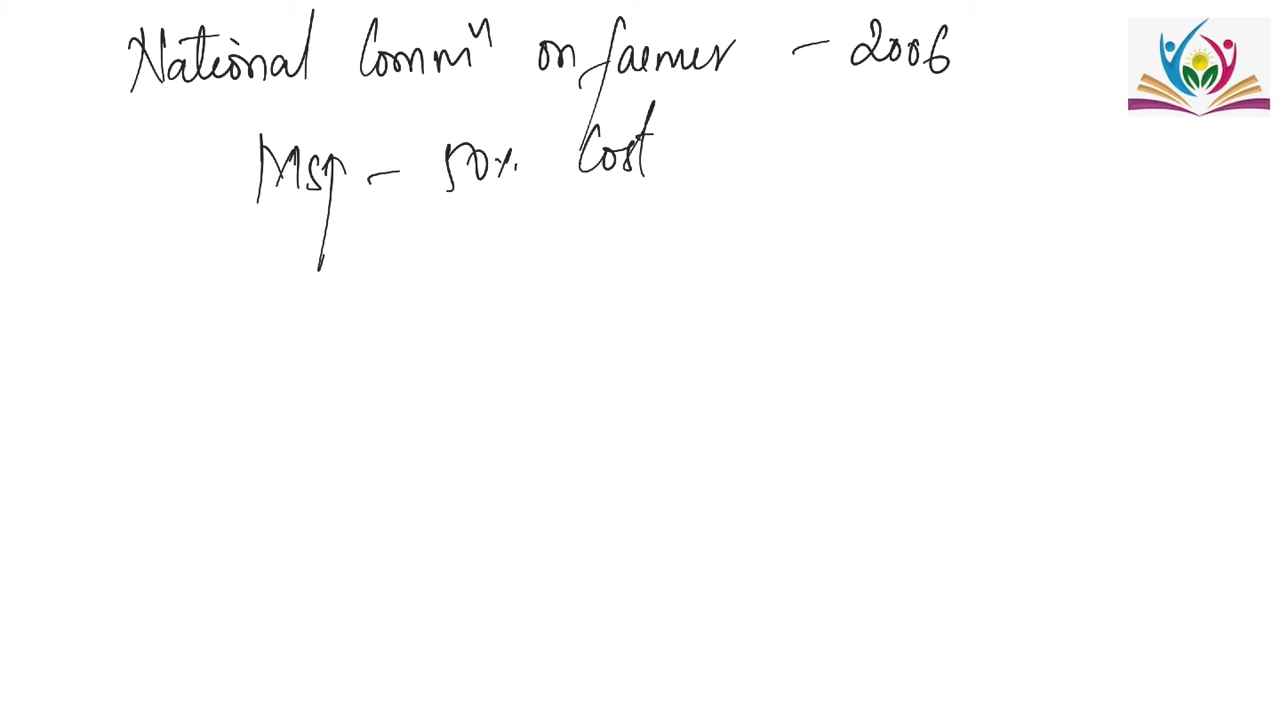 National Commⁿ on farmer - 2006
MSP - 50% Cost